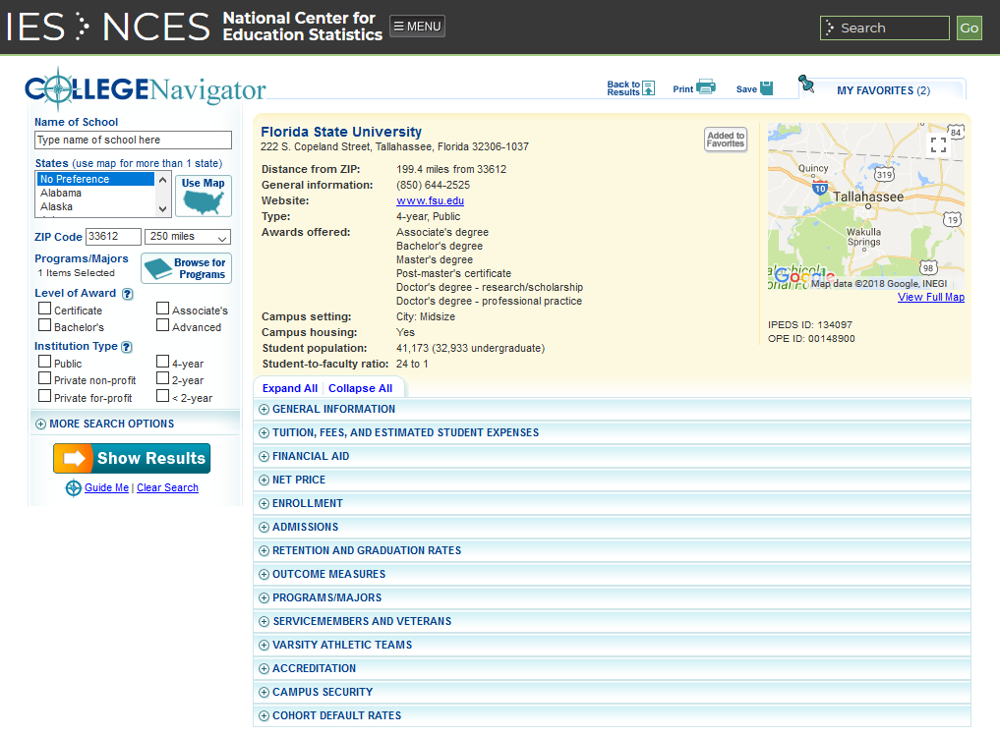 IES NCES National Center for Education Statistics MENU
Search Go
COLLEGE Navigator
Back to Results
Print
Save
MY FAVORITES (2)
Name of School
Type name of school here
States (use map for more than 1 state)
No Preference
Alabama
Alaska
Use Map
ZIP Code 33612 250 miles
Programs/Majors
1 Items Selected
Browse for Programs
Level of Award ?
Certificate Associate's
Bachelor's Advanced
Institution Type ?
Public 4-year
Private non-profit 2-year
Private for-profit < 2-year
MORE SEARCH OPTIONS
Show Results
Guide Me | Clear Search
Florida State University
222 S. Copeland Street, Tallahassee, Florida 32306-1037
Added to Favorites
Distance from ZIP: 199.4 miles from 33612
General information: (850) 644-2525
Website: www.fsu.edu
Type: 4-year, Public
Awards offered: Associate's degree
Bachelor's degree
Master's degree
Post-master's certificate
Doctor's degree - research/scholarship
Doctor's degree - professional practice
Campus setting: City: Midsize
Campus housing: Yes
Student population: 41,173 (32,933 undergraduate)
Student-to-faculty ratio: 24 to 1
84
Quincy
319
10
Tallahassee
19
Wakulla Springs
98
Google
Map data ©2018 Google, INEGI
View Full Map
IPEDS ID: 134097
OPE ID: 00148900
Expand All Collapse All
GENERAL INFORMATION
TUITION, FEES, AND ESTIMATED STUDENT EXPENSES
FINANCIAL AID
NET PRICE
ENROLLMENT
ADMISSIONS
RETENTION AND GRADUATION RATES
OUTCOME MEASURES
PROGRAMS/MAJORS
SERVICEMEMBERS AND VETERANS
VARSITY ATHLETIC TEAMS
ACCREDITATION
CAMPUS SECURITY
COHORT DEFAULT RATES